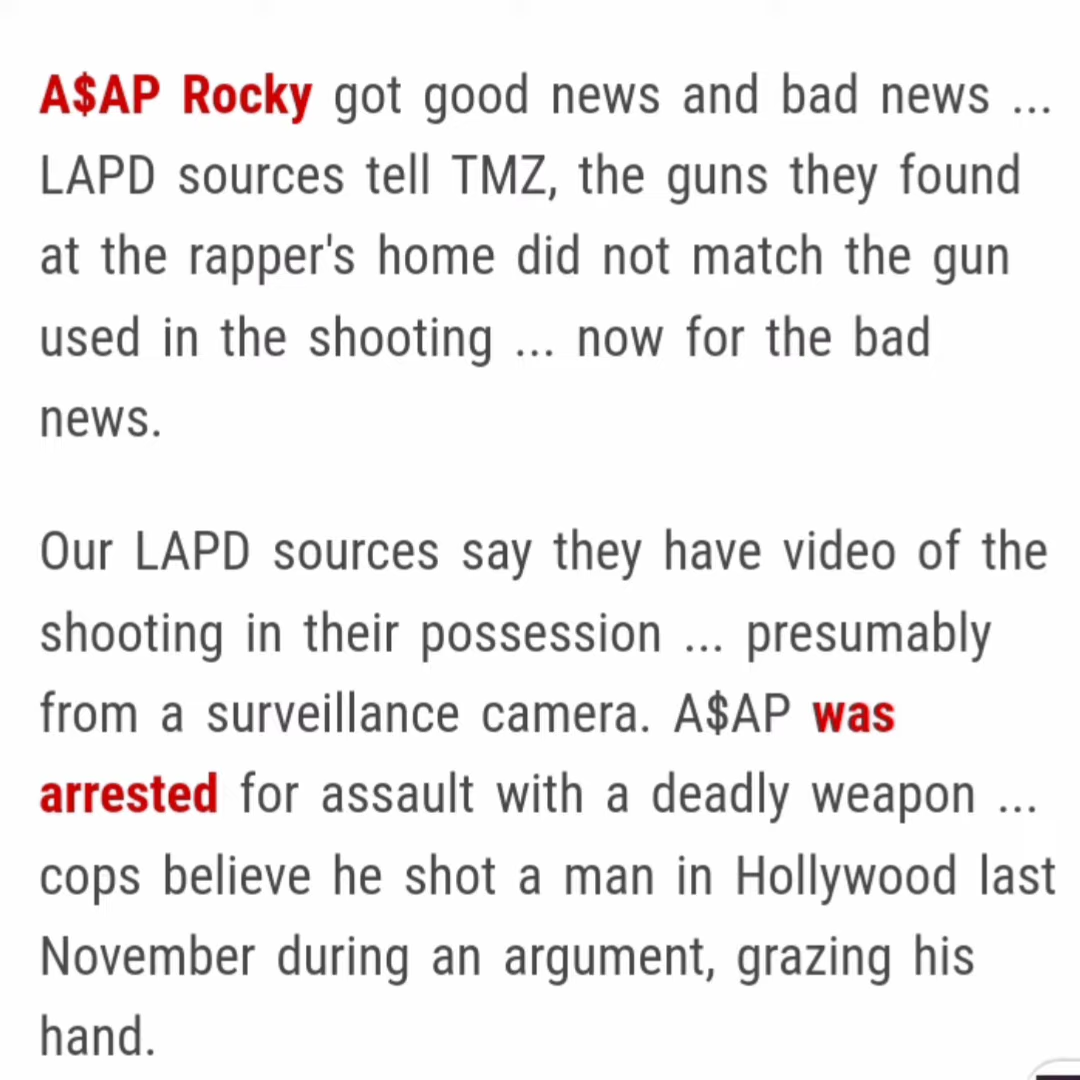 A$AP Rocky got good news and bad news ...
LAPD sources tell TMZ, the guns they found
at the rapper's home did not match the gun
used in the shooting ... now for the bad
news.
Our LAPD sources say they have video of the
shooting in their possession ... presumably
from a surveillance camera. A$AP was
arrested for assault with a deadly weapon ...
cops believe he shot a man in Hollywood last
November during an argument, grazing his
hand.